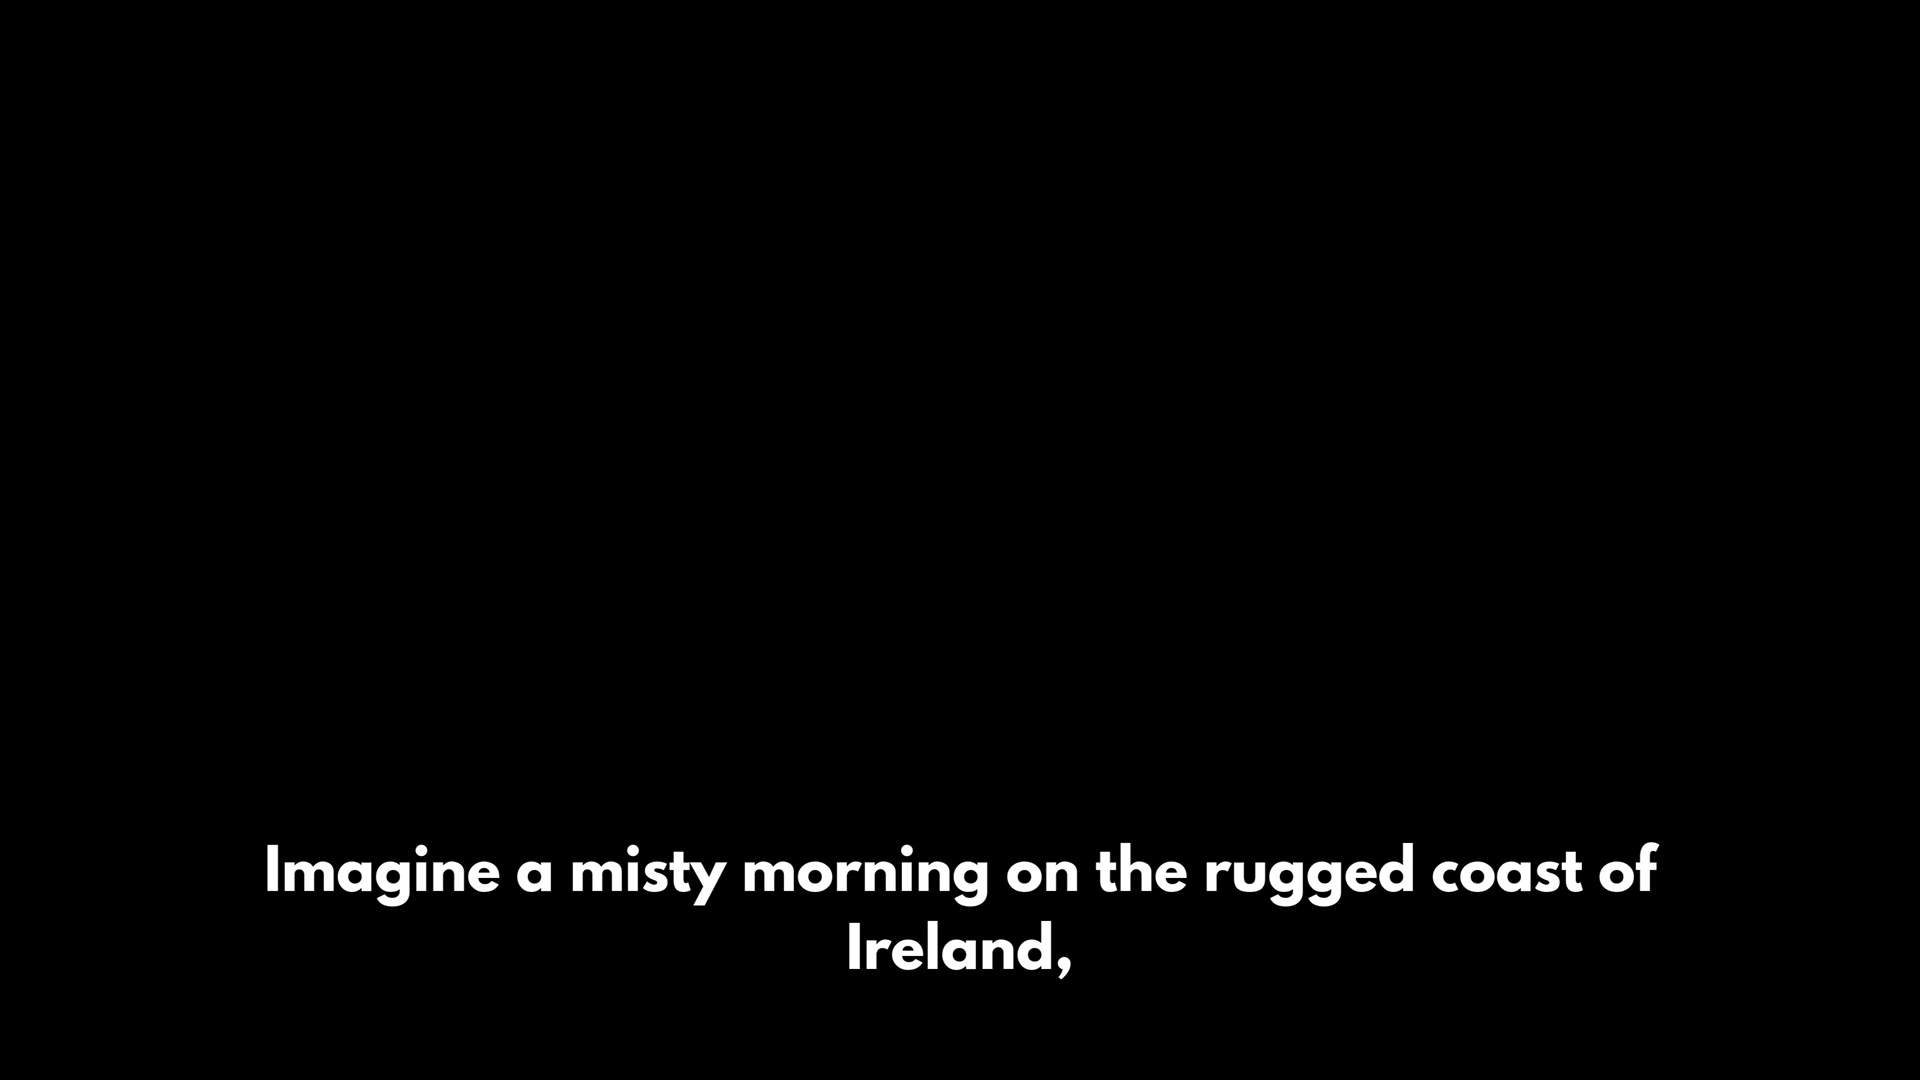 Imagine a misty morning on the rugged coast of
Ireland,